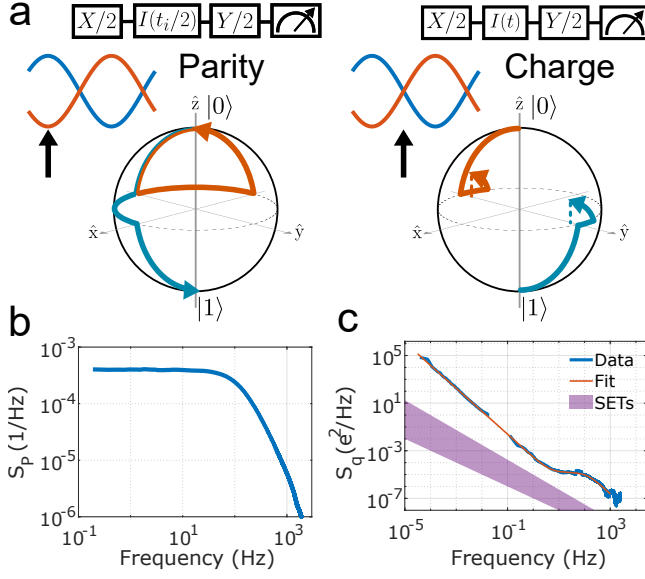 a
X/2 I(t_i/2) Y/2
X/2 I(t) Y/2
Parity
Charge
ẑ |0⟩
x̂ ŷ
|1⟩
ẑ |0⟩
x̂ ŷ
|1⟩
b
S_P (1/Hz)
10^-3
10^-4
10^-5
10^-6
10^-1 10^1 10^3
Frequency (Hz)
c
S_q (e^2/Hz)
10^5
10^1
10^-3
10^-7
10^-5 10^-1 10^3
Frequency (Hz)
Data
Fit
SETs